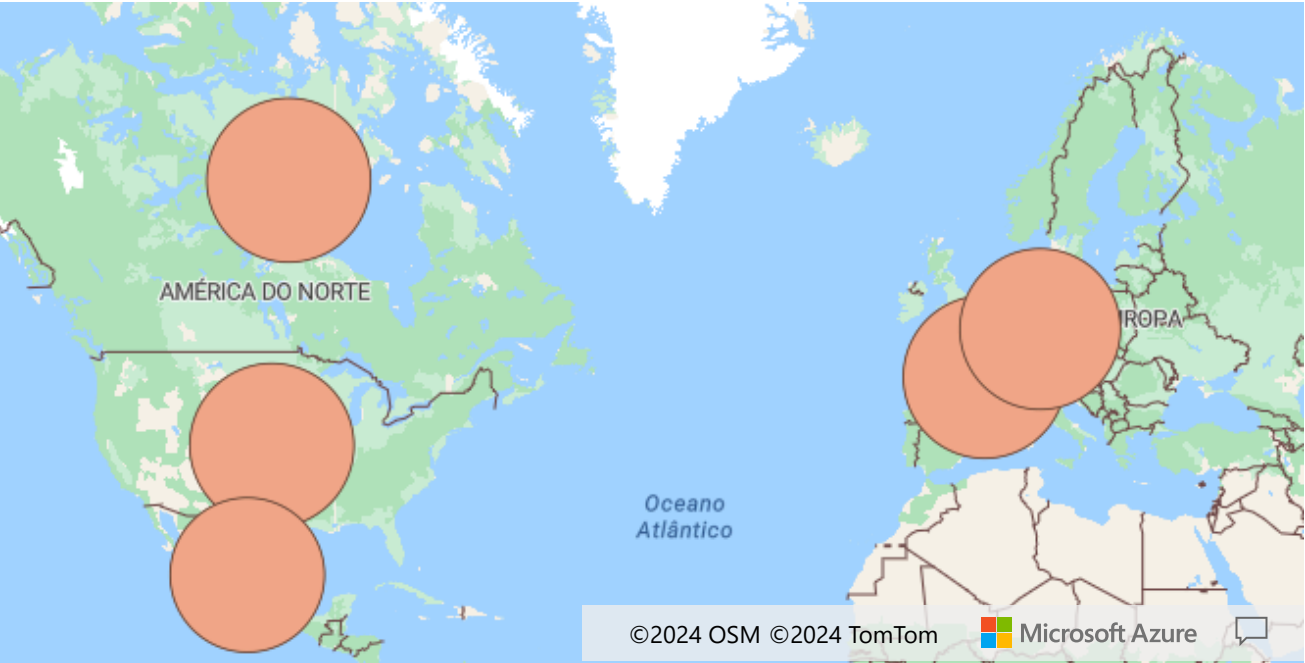 AMÉRICA DO NORTE
ROPA
Oceano
Atlântico
©2024 OSM ©2024 TomTom
Microsoft Azure